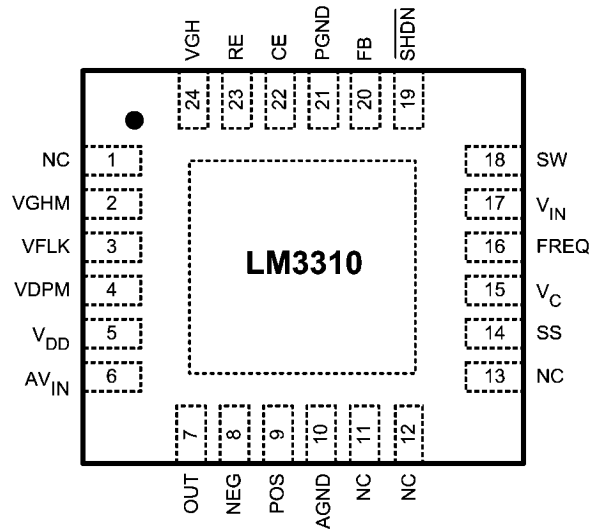 VGH RE CE PGND FB SHDN
24 23 22 21 20 19
NC 1 18 SW
VGHM 2 17 VIN
VFLK 3 16 FREQ
LM3310
VDPM 4 15 VC
VDD 5 14 SS
AVIN 6 13 NC
7 8 9 10 11 12
OUT NEG POS AGND NC NC